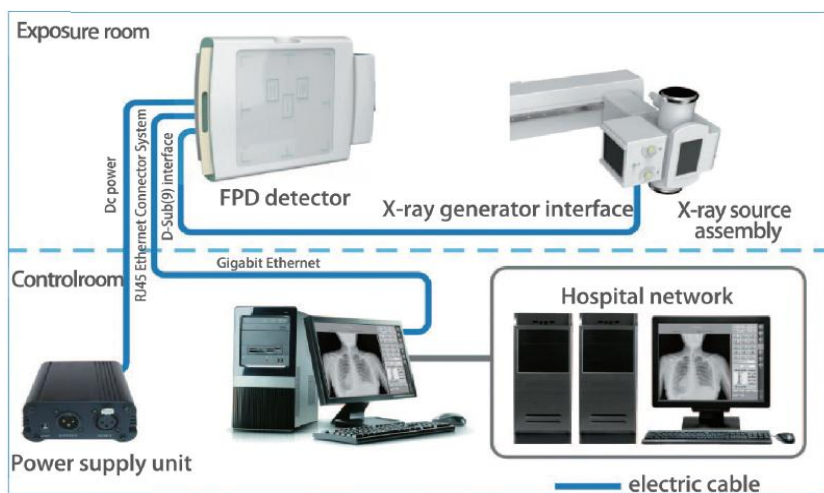 Exposure room
Dc power
RJ45 Ethernet Connector System
D-Sub(9) interface
FPD detector
X-ray generator interface
X-ray source
assembly
Controlroom
Gigabit Ethernet
Hospital network
Power supply unit
electric cable